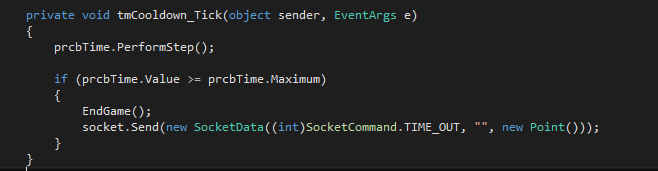 private void tmCooldown_Tick(object sender, EventArgs e)
{
prcbTime.PerformStep();
if (prcbTime.Value >= prcbTime.Maximum)
{
EndGame();
socket.Send(new SocketData((int)SocketCommand.TIME_OUT, "", new Point()));
}
}